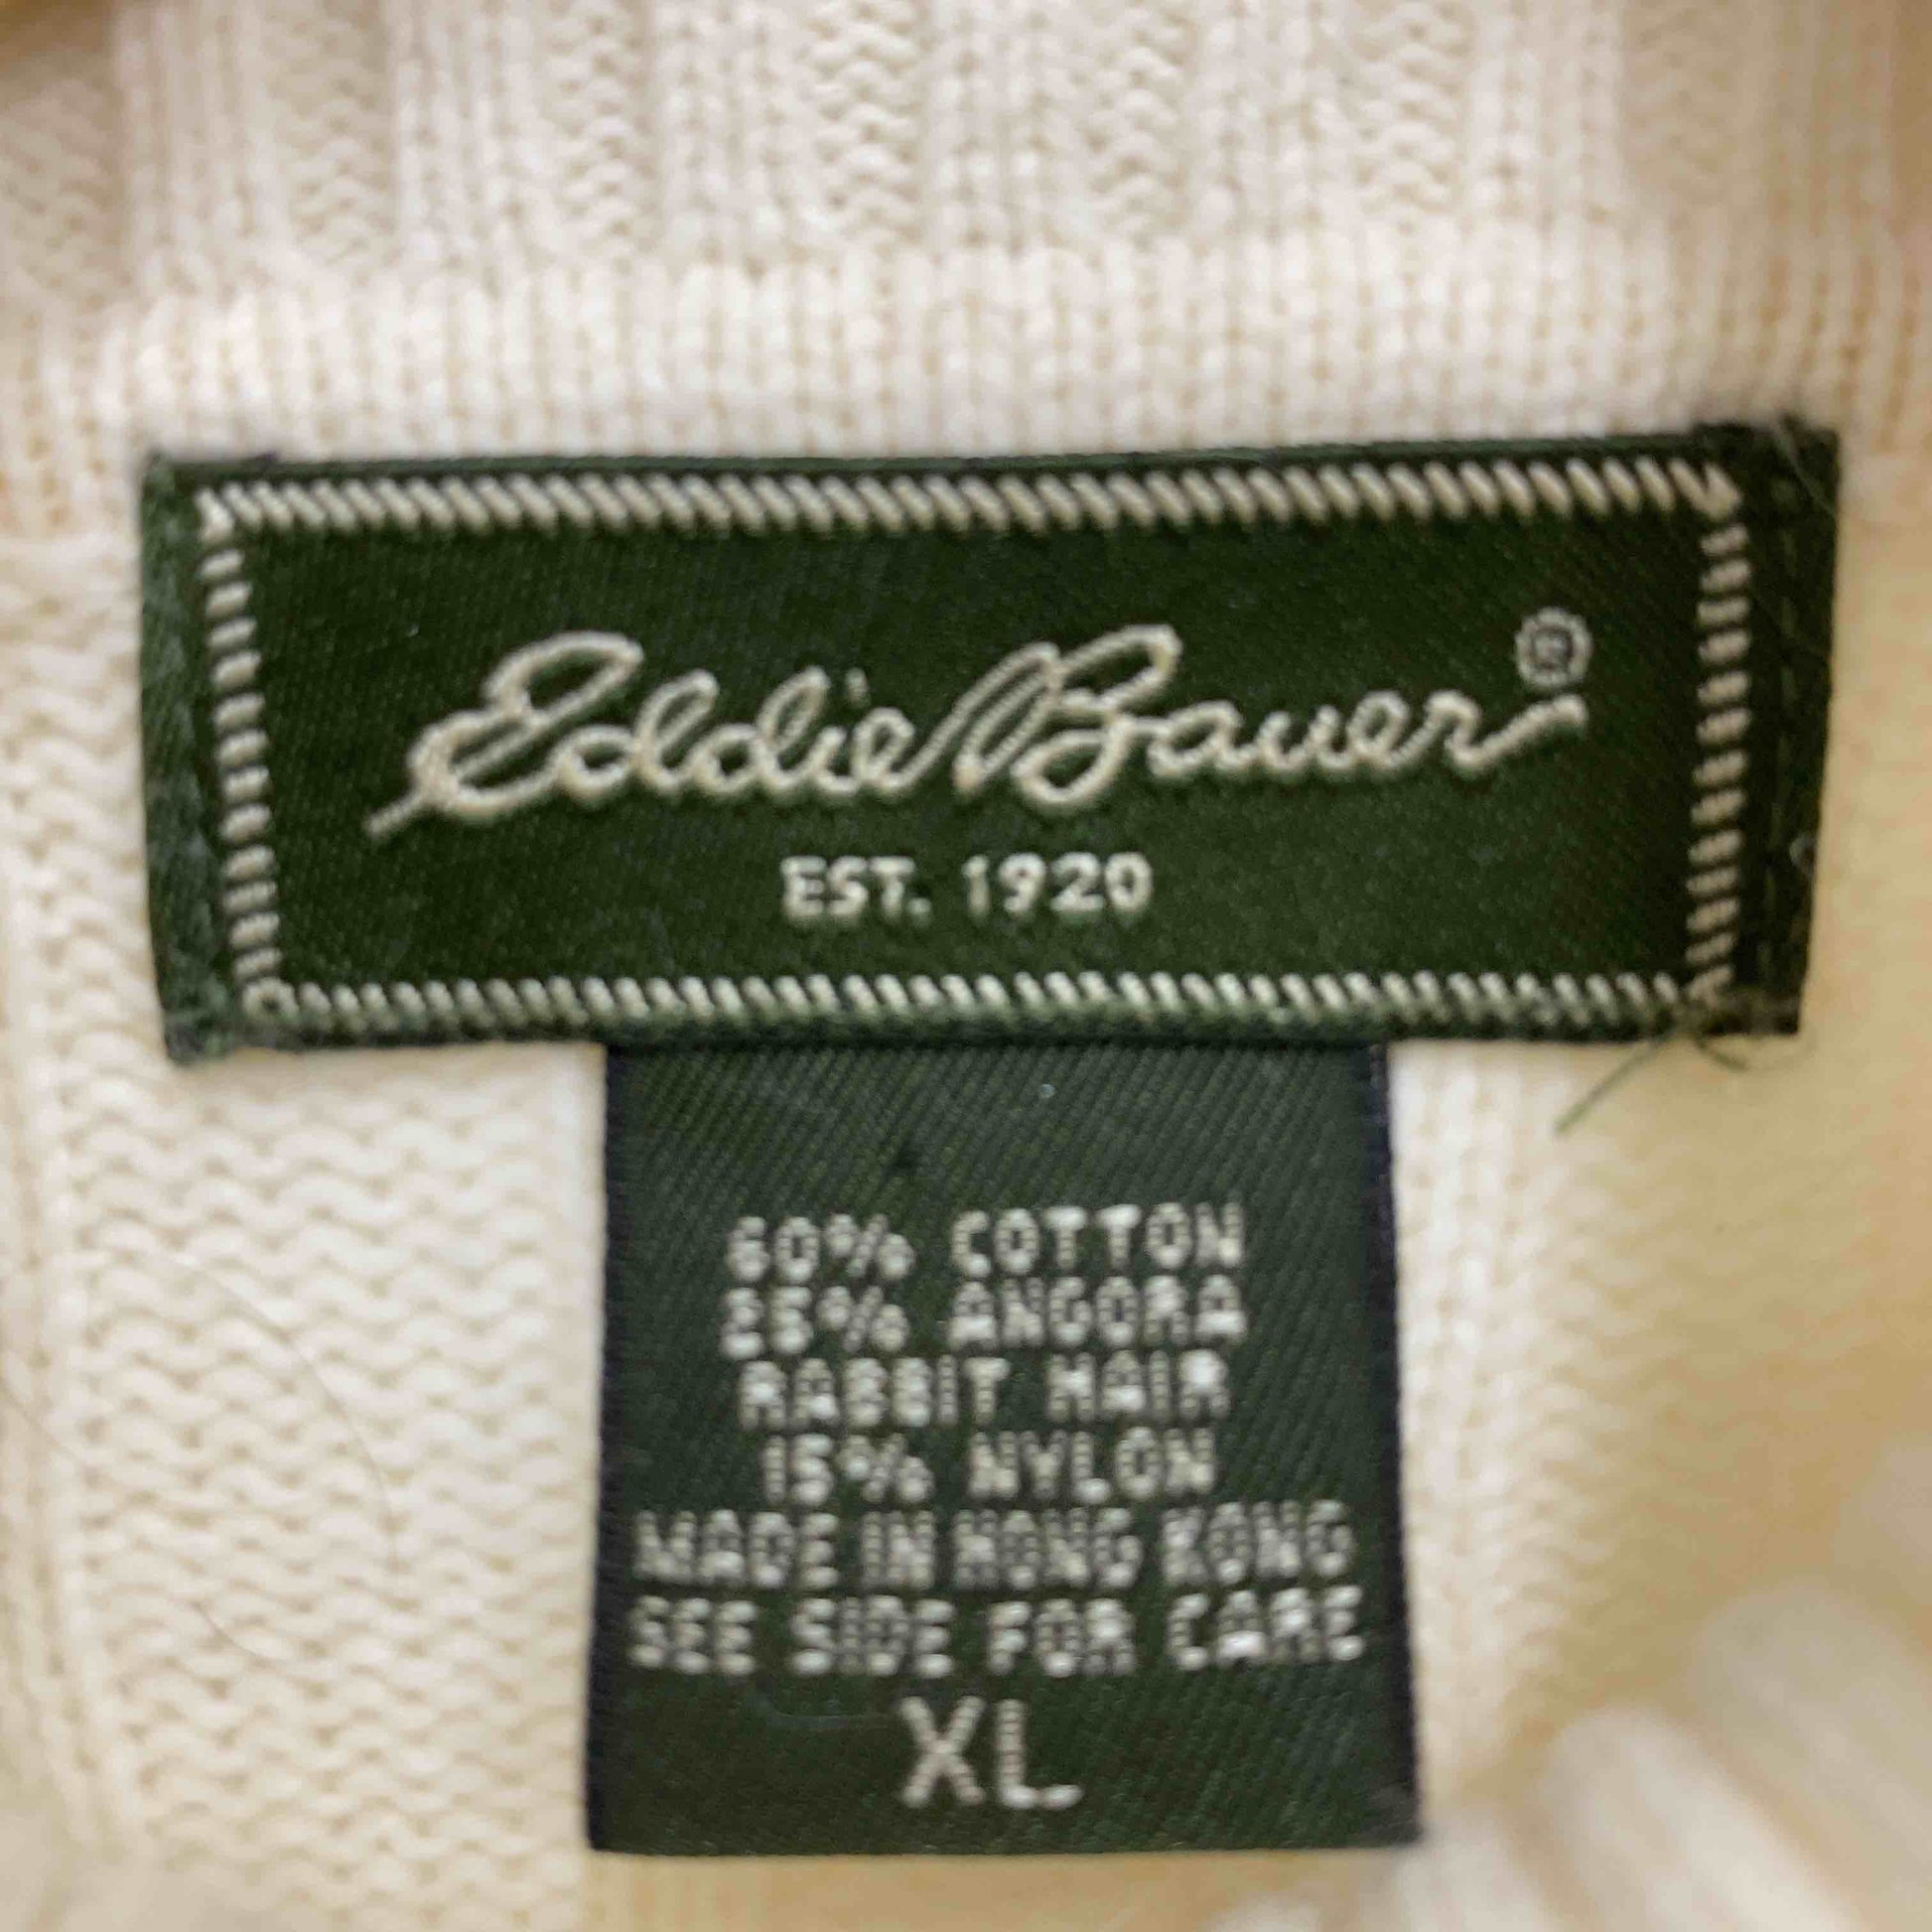 Eddie Bauer®
EST. 1920
60% COTTON
25% ANGORA
RABBIT HAIR
15% NYLON
MADE IN HONG KONG
SEE SIDE FOR CARE
XL